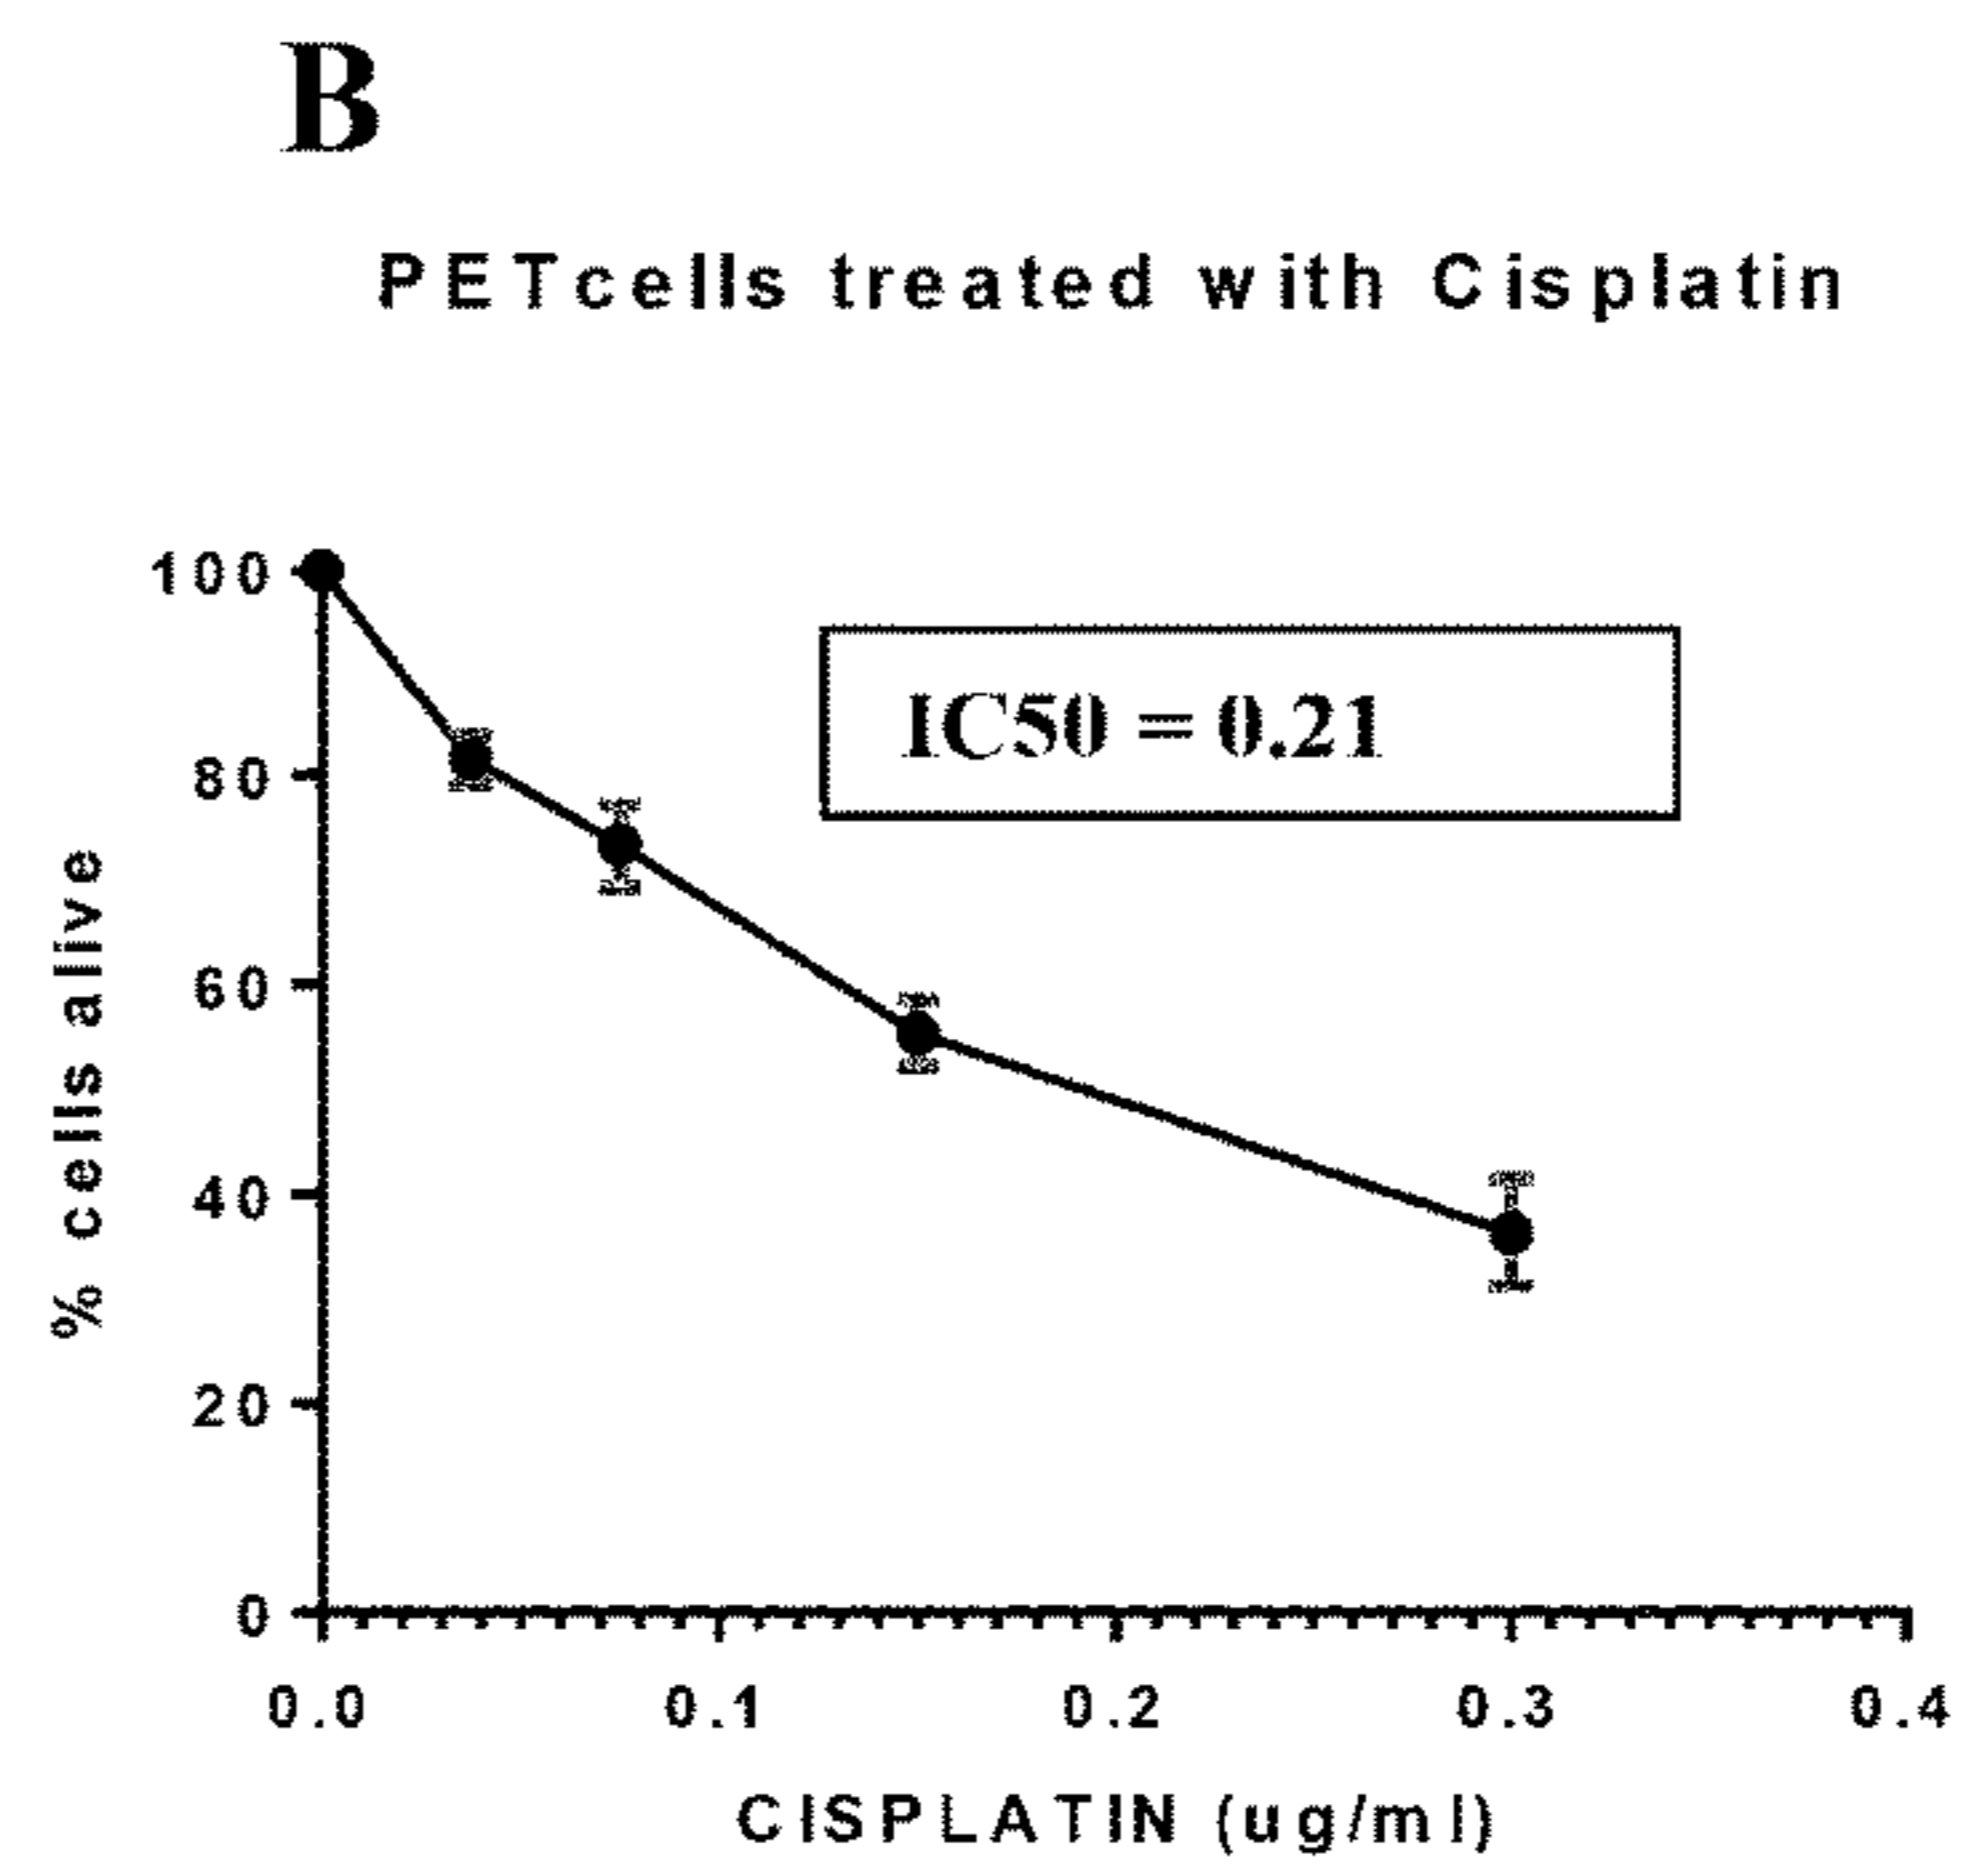 B
PETcells treated with Cisplatin
IC50 = 0.21
100
80
60
40
20
0
% cells alive
0.0 0.1 0.2 0.3 0.4
CISPLATIN (ug/ml)